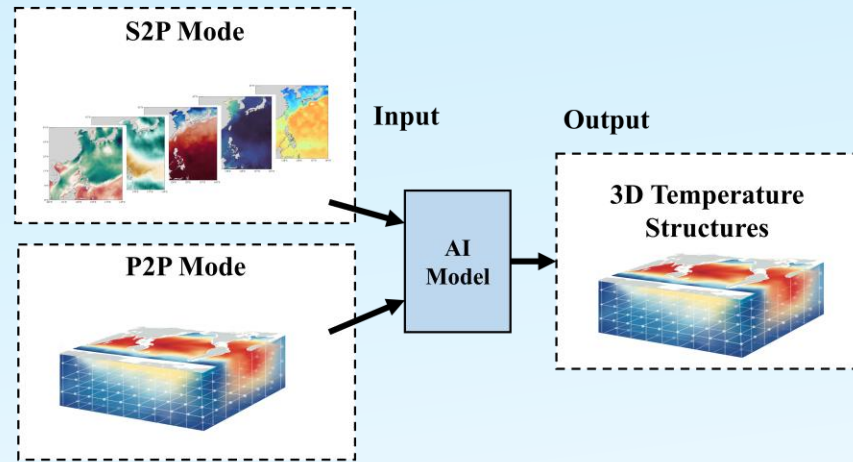 S2P Mode
Input
Output
3D Temperature
Structures
AI
Model
P2P Mode